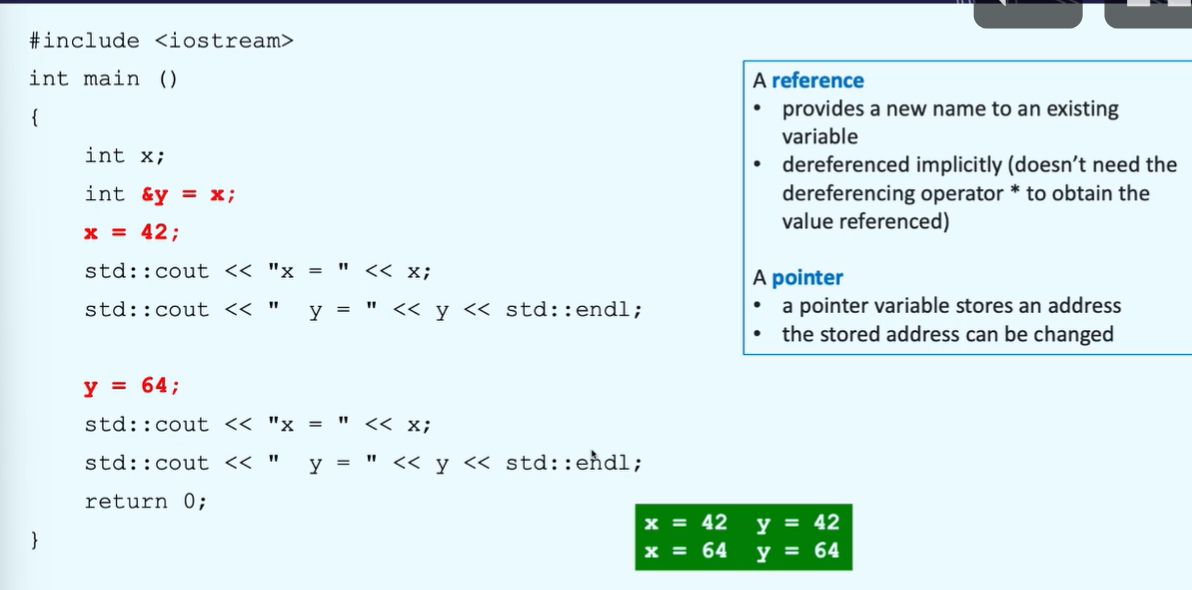 #include <iostream>
int main ()
{
int x;
int &y = x;
x = 42;
std::cout << "x = " << x;
std::cout << "  y = " << y << std::endl;
y = 64;
std::cout << "x = " << x;
std::cout << "  y = " << y << std::endl;
return 0;
}
A reference
• provides a new name to an existing
variable
• dereferenced implicitly (doesn't need the
dereferencing operator * to obtain the
value referenced)
A pointer
• a pointer variable stores an address
• the stored address can be changed
x = 42  y = 42
x = 64  y = 64